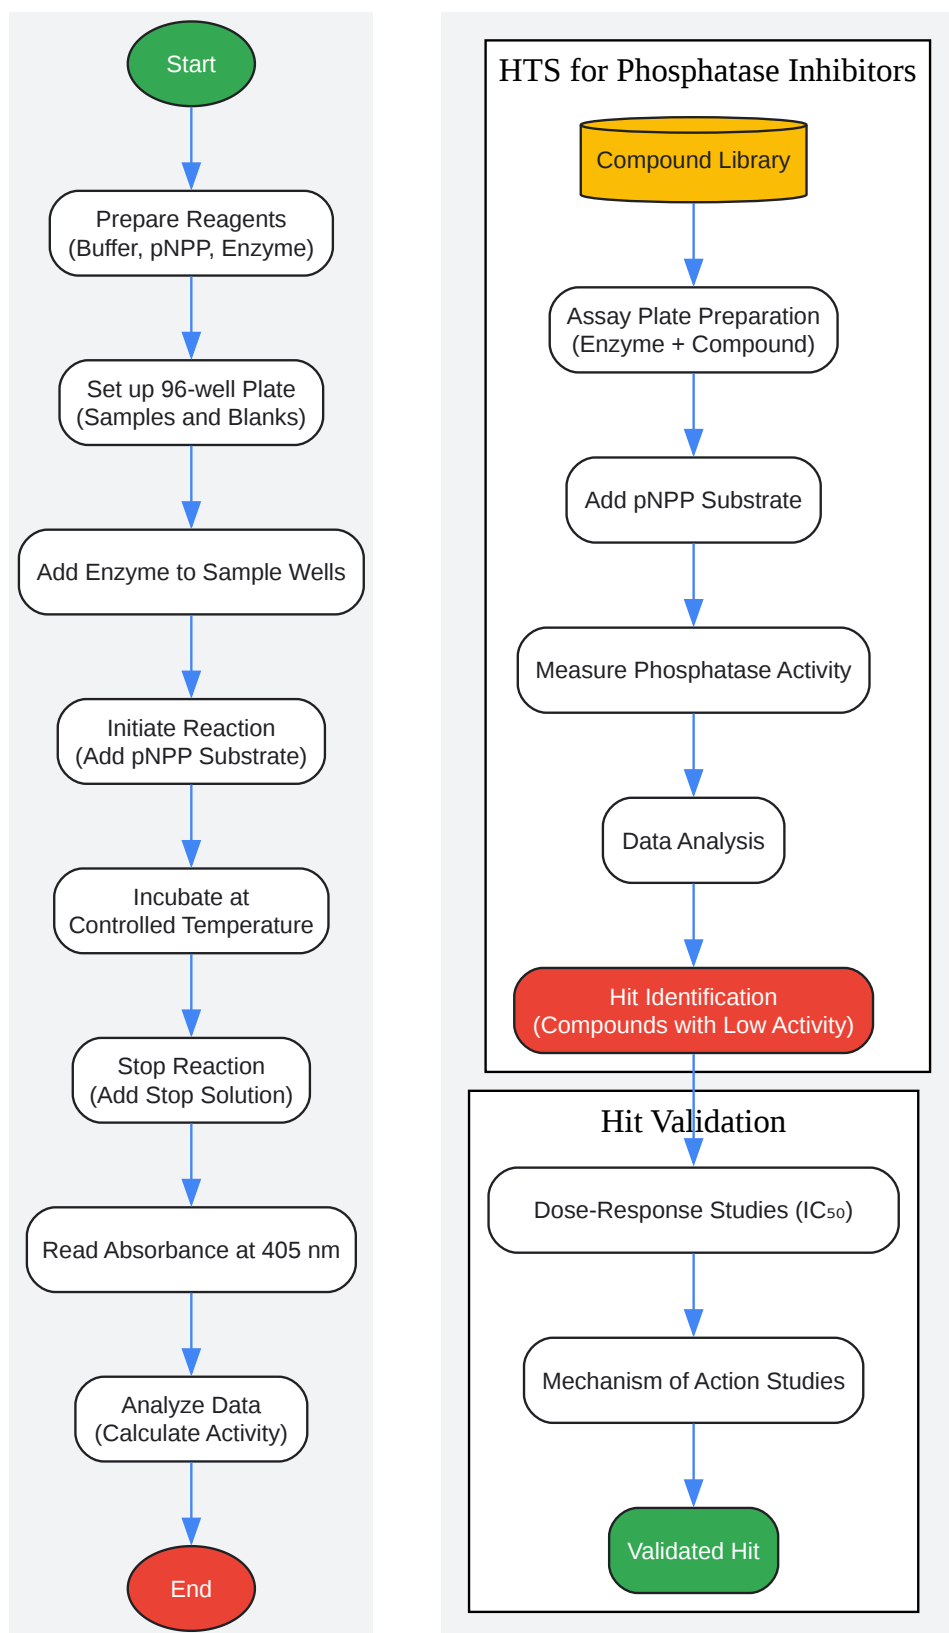 Start
Prepare Reagents
(Buffer, pNPP, Enzyme)
Set up 96-well Plate
(Samples and Blanks)
Add Enzyme to Sample Wells
Initiate Reaction
(Add pNPP Substrate)
Incubate at
Controlled Temperature
Stop Reaction
(Add Stop Solution)
Read Absorbance at 405 nm
Analyze Data
(Calculate Activity)
End
HTS for Phosphatase Inhibitors
Compound Library
Assay Plate Preparation
(Enzyme + Compound)
Add pNPP Substrate
Measure Phosphatase Activity
Data Analysis
Hit Identification
(Compounds with Low Activity)
Hit Validation
Dose-Response Studies (IC₅₀)
Mechanism of Action Studies
Validated Hit